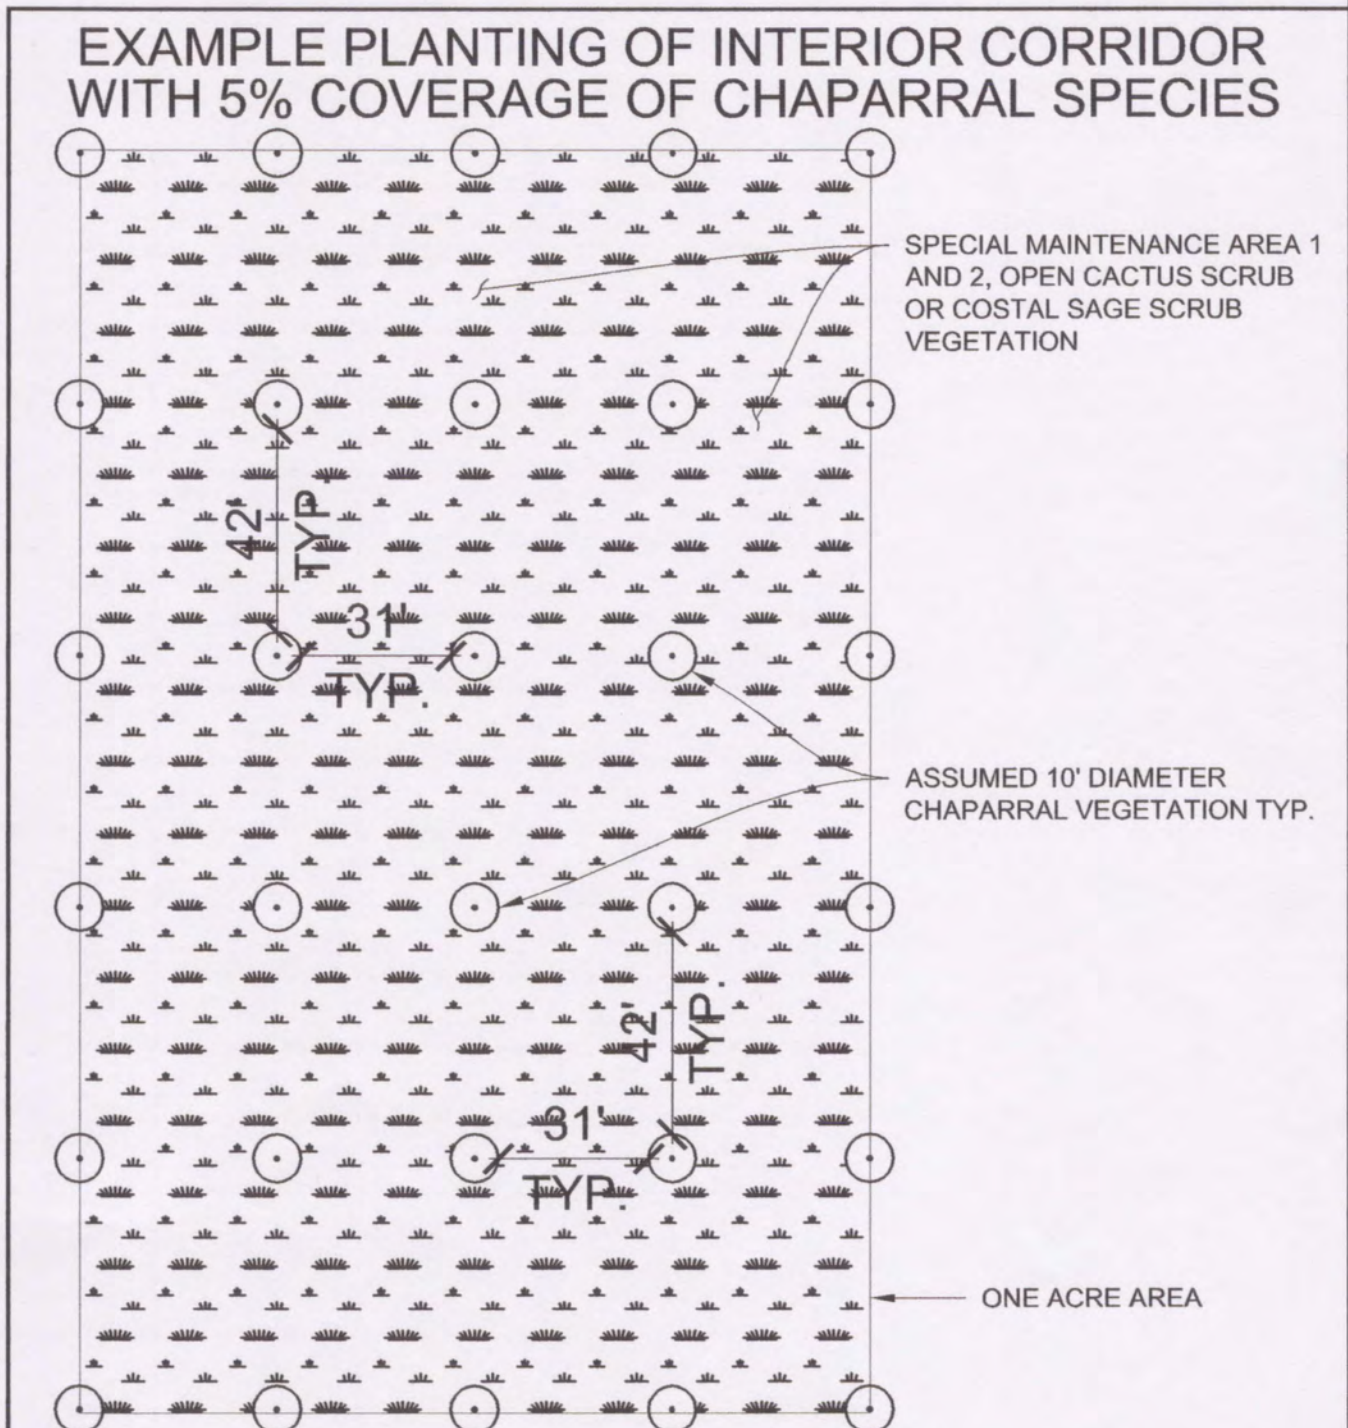 EXAMPLE PLANTING OF INTERIOR CORRIDOR
WITH 5% COVERAGE OF CHAPARRAL SPECIES
SPECIAL MAINTENANCE AREA 1
AND 2, OPEN CACTUS SCRUB
OR COSTAL SAGE SCRUB
VEGETATION
42'
TYP.
31'
TYP.
ASSUMED 10' DIAMETER
CHAPARRAL VEGETATION TYP.
42'
TYP.
31'
TYP.
ONE ACRE AREA